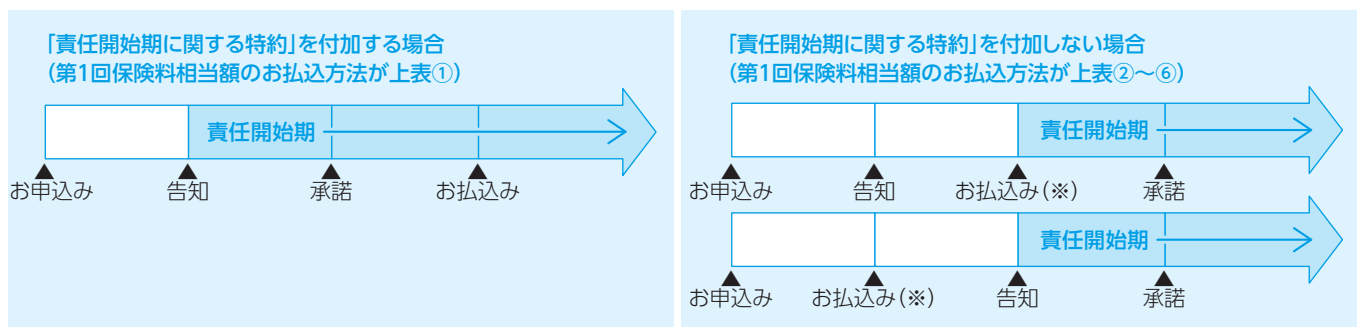 「責任開始期に関する特約」を付加する場合
(第1回保険料相当額のお払込方法が上表①)
責任開始期
お申込み 告知 承諾 お払込み
「責任開始期に関する特約」を付加しない場合
(第1回保険料相当額のお払込方法が上表②~⑥)
責任開始期
お申込み 告知 お払込み(※) 承諾
責任開始期
お申込み お払込み(※) 告知 承諾